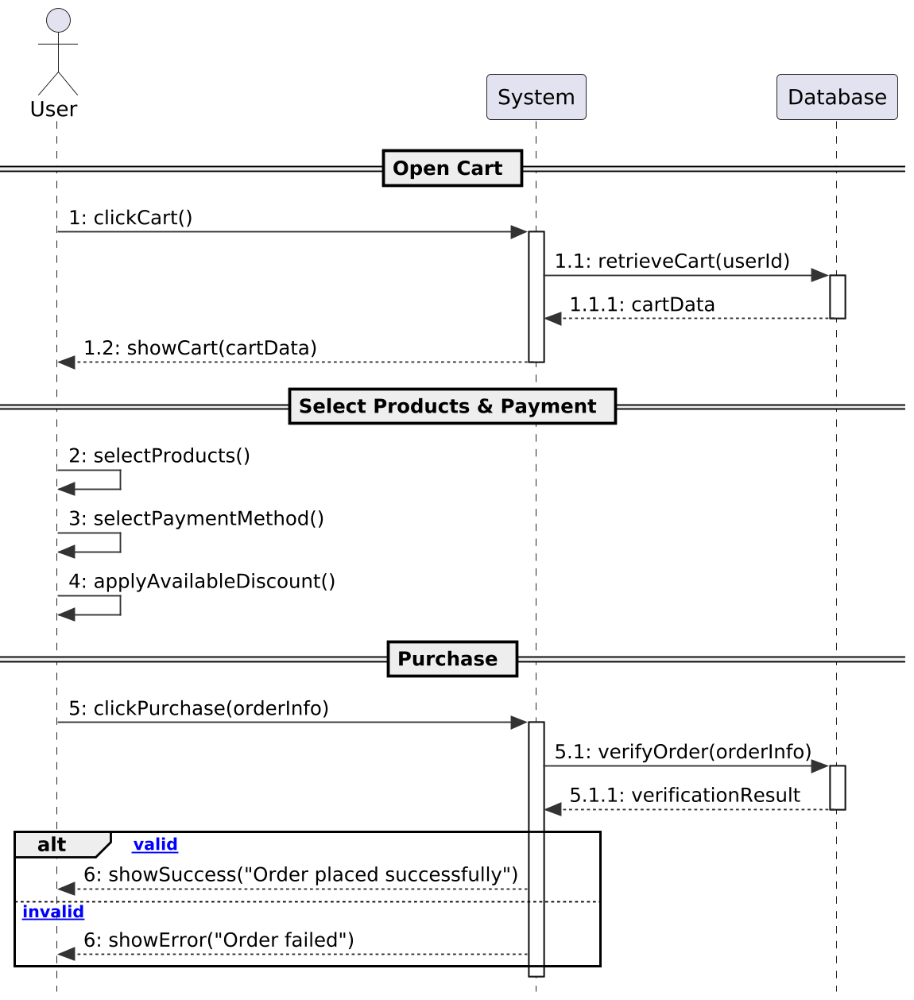 User
System
Database
Open Cart
1: clickCart()
1.1: retrieveCart(userId)
1.1.1: cartData
1.2: showCart(cartData)
Select Products & Payment
2: selectProducts()
3: selectPaymentMethod()
4: applyAvailableDiscount()
Purchase
5: clickPurchase(orderInfo)
5.1: verifyOrder(orderInfo)
5.1.1: verificationResult
alt valid
6: showSuccess("Order placed successfully")
invalid
6: showError("Order failed")